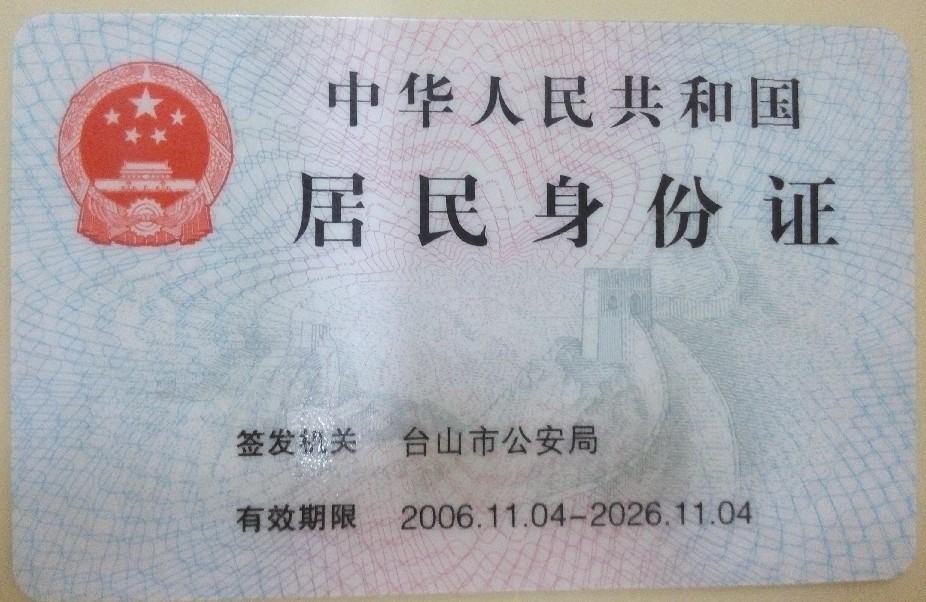 中华人民共和国
居民身份证
签发机关 台山市公安局
有效期限 2006.11.04-2026.11.04